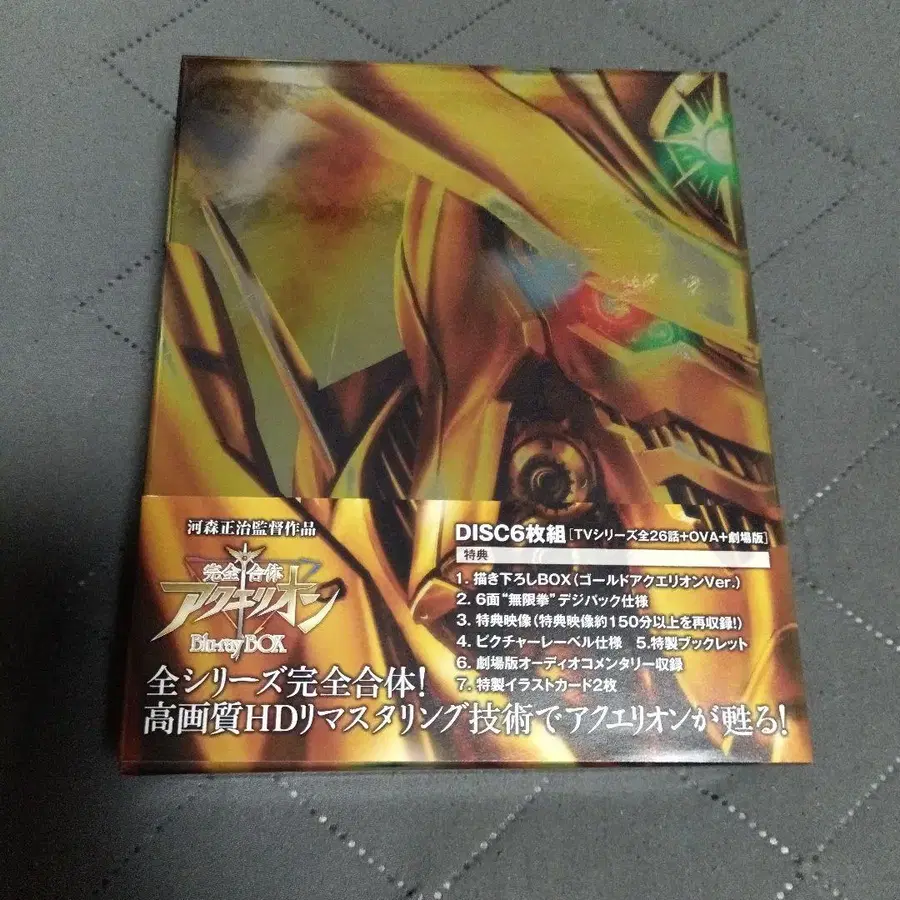 河森正治監督作品
完全合体
アクエリオン
Blu-ray BOX
DISC6枚組[TVシリーズ全26話+OVA+劇場版]
特典
1. 描き下ろしBOX(ゴールドアクエリオンVer.)
2. 6面“無限拳”デジパック仕様
3. 特典映像(特典映像約150分以上を再収録!)
4. ピクチャーレーベル仕様 5.特製ブックレット
6. 劇場版オーディオコメンタリー収録
7. 特製イラストカード2枚
全シリーズ完全合体!
高画質HDリマスタリング技術でアクエリオンが甦る!